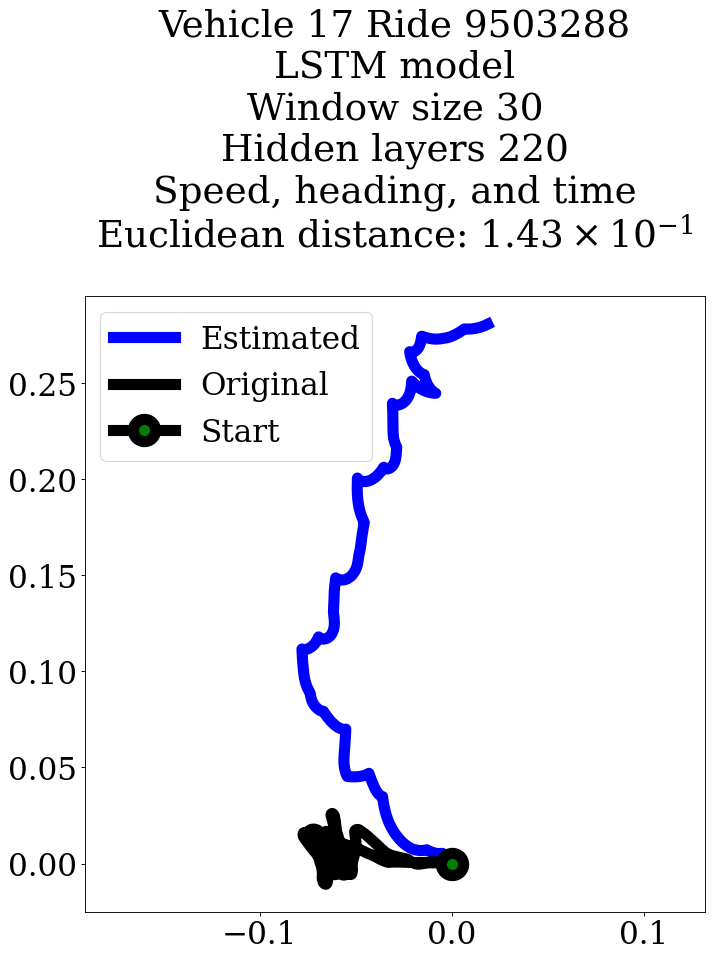 Vehicle 17 Ride 9503288
LSTM model
Window size 30
Hidden layers 220
Speed, heading, and time
Euclidean distance: 1.43 × 10⁻¹
Estimated
Original
Start
0.25
0.20
0.15
0.10
0.05
0.00
−0.1
0.0
0.1